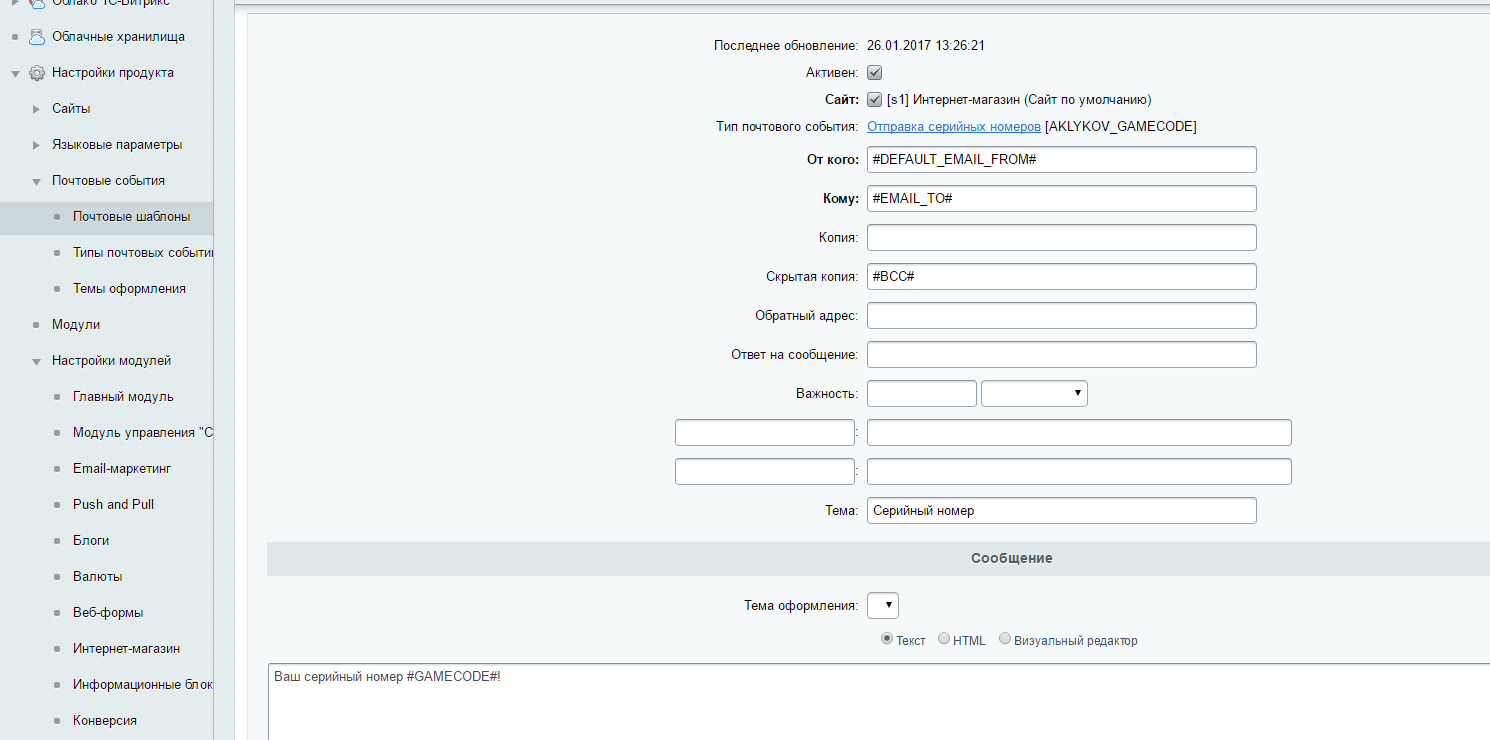 Облако 1С-Битрикс
Облачные хранилища
Настройки продукта
Сайты
Языковые параметры
Почтовые события
Почтовые шаблоны
Типы почтовых событи
Темы оформления
Модули
Настройки модулей
Главный модуль
Модуль управления "С
Email-маркетинг
Push and Pull
Блоги
Валюты
Веб-формы
Интернет-магазин
Информационные блок
Конверсия
Последнее обновление: 26.01.2017 13:26:21
Активен:
Сайт: [s1] Интернет-магазин (Сайт по умолчанию)
Тип почтового события: Отправка серийных номеров [AKLYKOV_GAMECODE]
От кого: #DEFAULT_EMAIL_FROM#
Кому: #EMAIL_TO#
Копия:
Скрытая копия: #BCC#
Обратный адрес:
Ответ на сообщение:
Важность:
:
:
Тема: Серийный номер
Сообщение
Тема оформления:
Текст HTML Визуальный редактор
Ваш серийный номер #GAMECODE#!